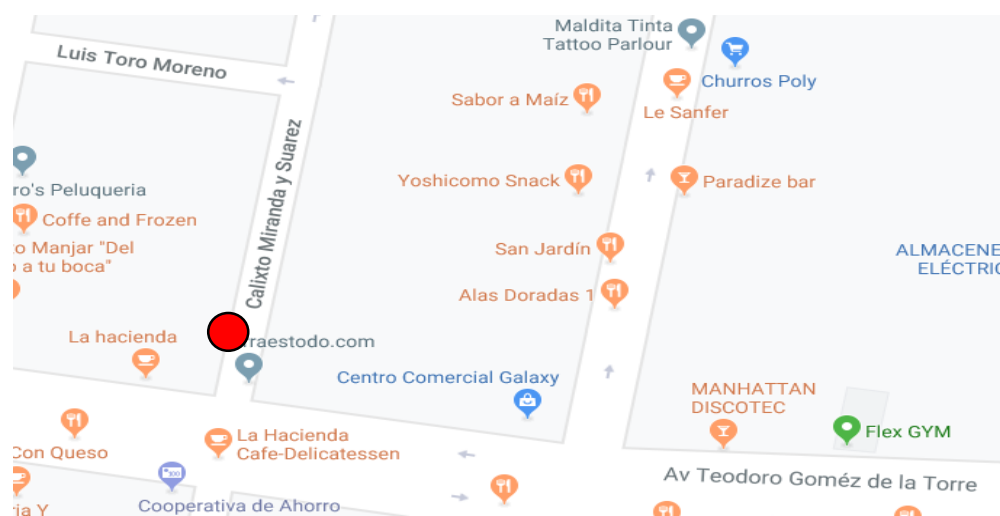 Maldita Tinta
Tattoo Parlour
Luis Toro Moreno
Churros Poly
Sabor a Maíz
Le Sanfer
Calixto Miranda y Suarez
ro's Peluqueria
Yoshicomo Snack
Paradize bar
Coffe and Frozen
o Manjar "Del
a tu boca"
San Jardín
ALMACENE
ELÉCTRIC
Alas Doradas 1
La hacienda
raestodo.com
Centro Comercial Galaxy
MANHATTAN
DISCOTEC
La Hacienda
Cafe-Delicatessen
Flex GYM
Con Queso
Av Teodoro Goméz de la Torre
ria Y
Cooperativa de Ahorro